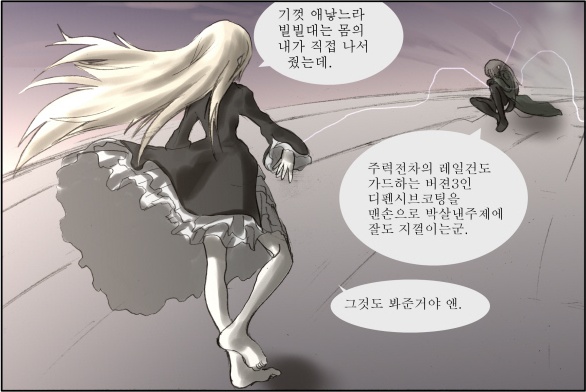 기껏 애낳느라
빌빌대는 몸의
내가 직접 나서
줬는데.
주력전차의 레일건도
가드하는 버젼3인
디펜시브코팅을
맨손으로 박살낸주제에
잘도 지껄이는군.
그것도 봐준거야 앤.